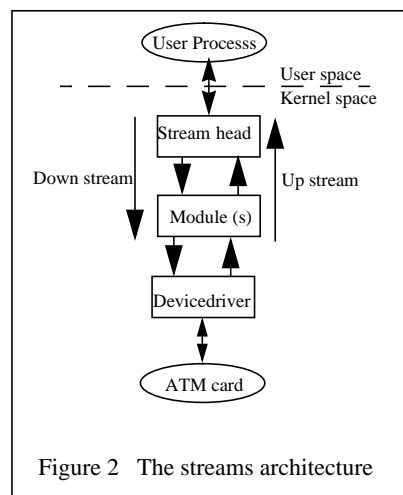 User Processs
User space
Kernel space
Stream head
Down stream
Up stream
Module (s)
Devicedriver
ATM card
Figure 2 The streams architecture